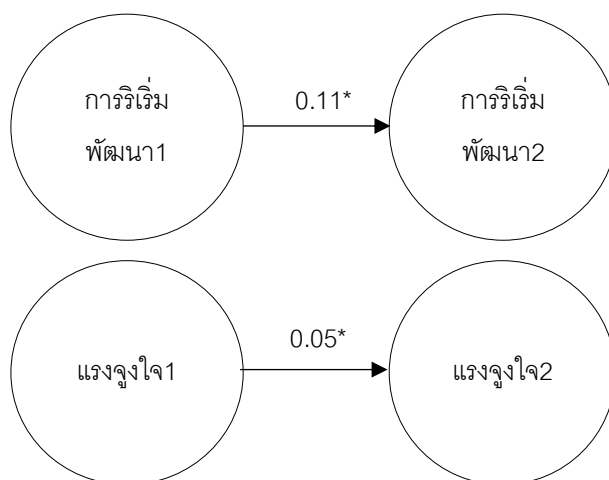 การริเริ่ม
พัฒนา1
0.11*
การริเริ่ม
พัฒนา2
แรงจูงใจ1
0.05*
แรงจูงใจ2